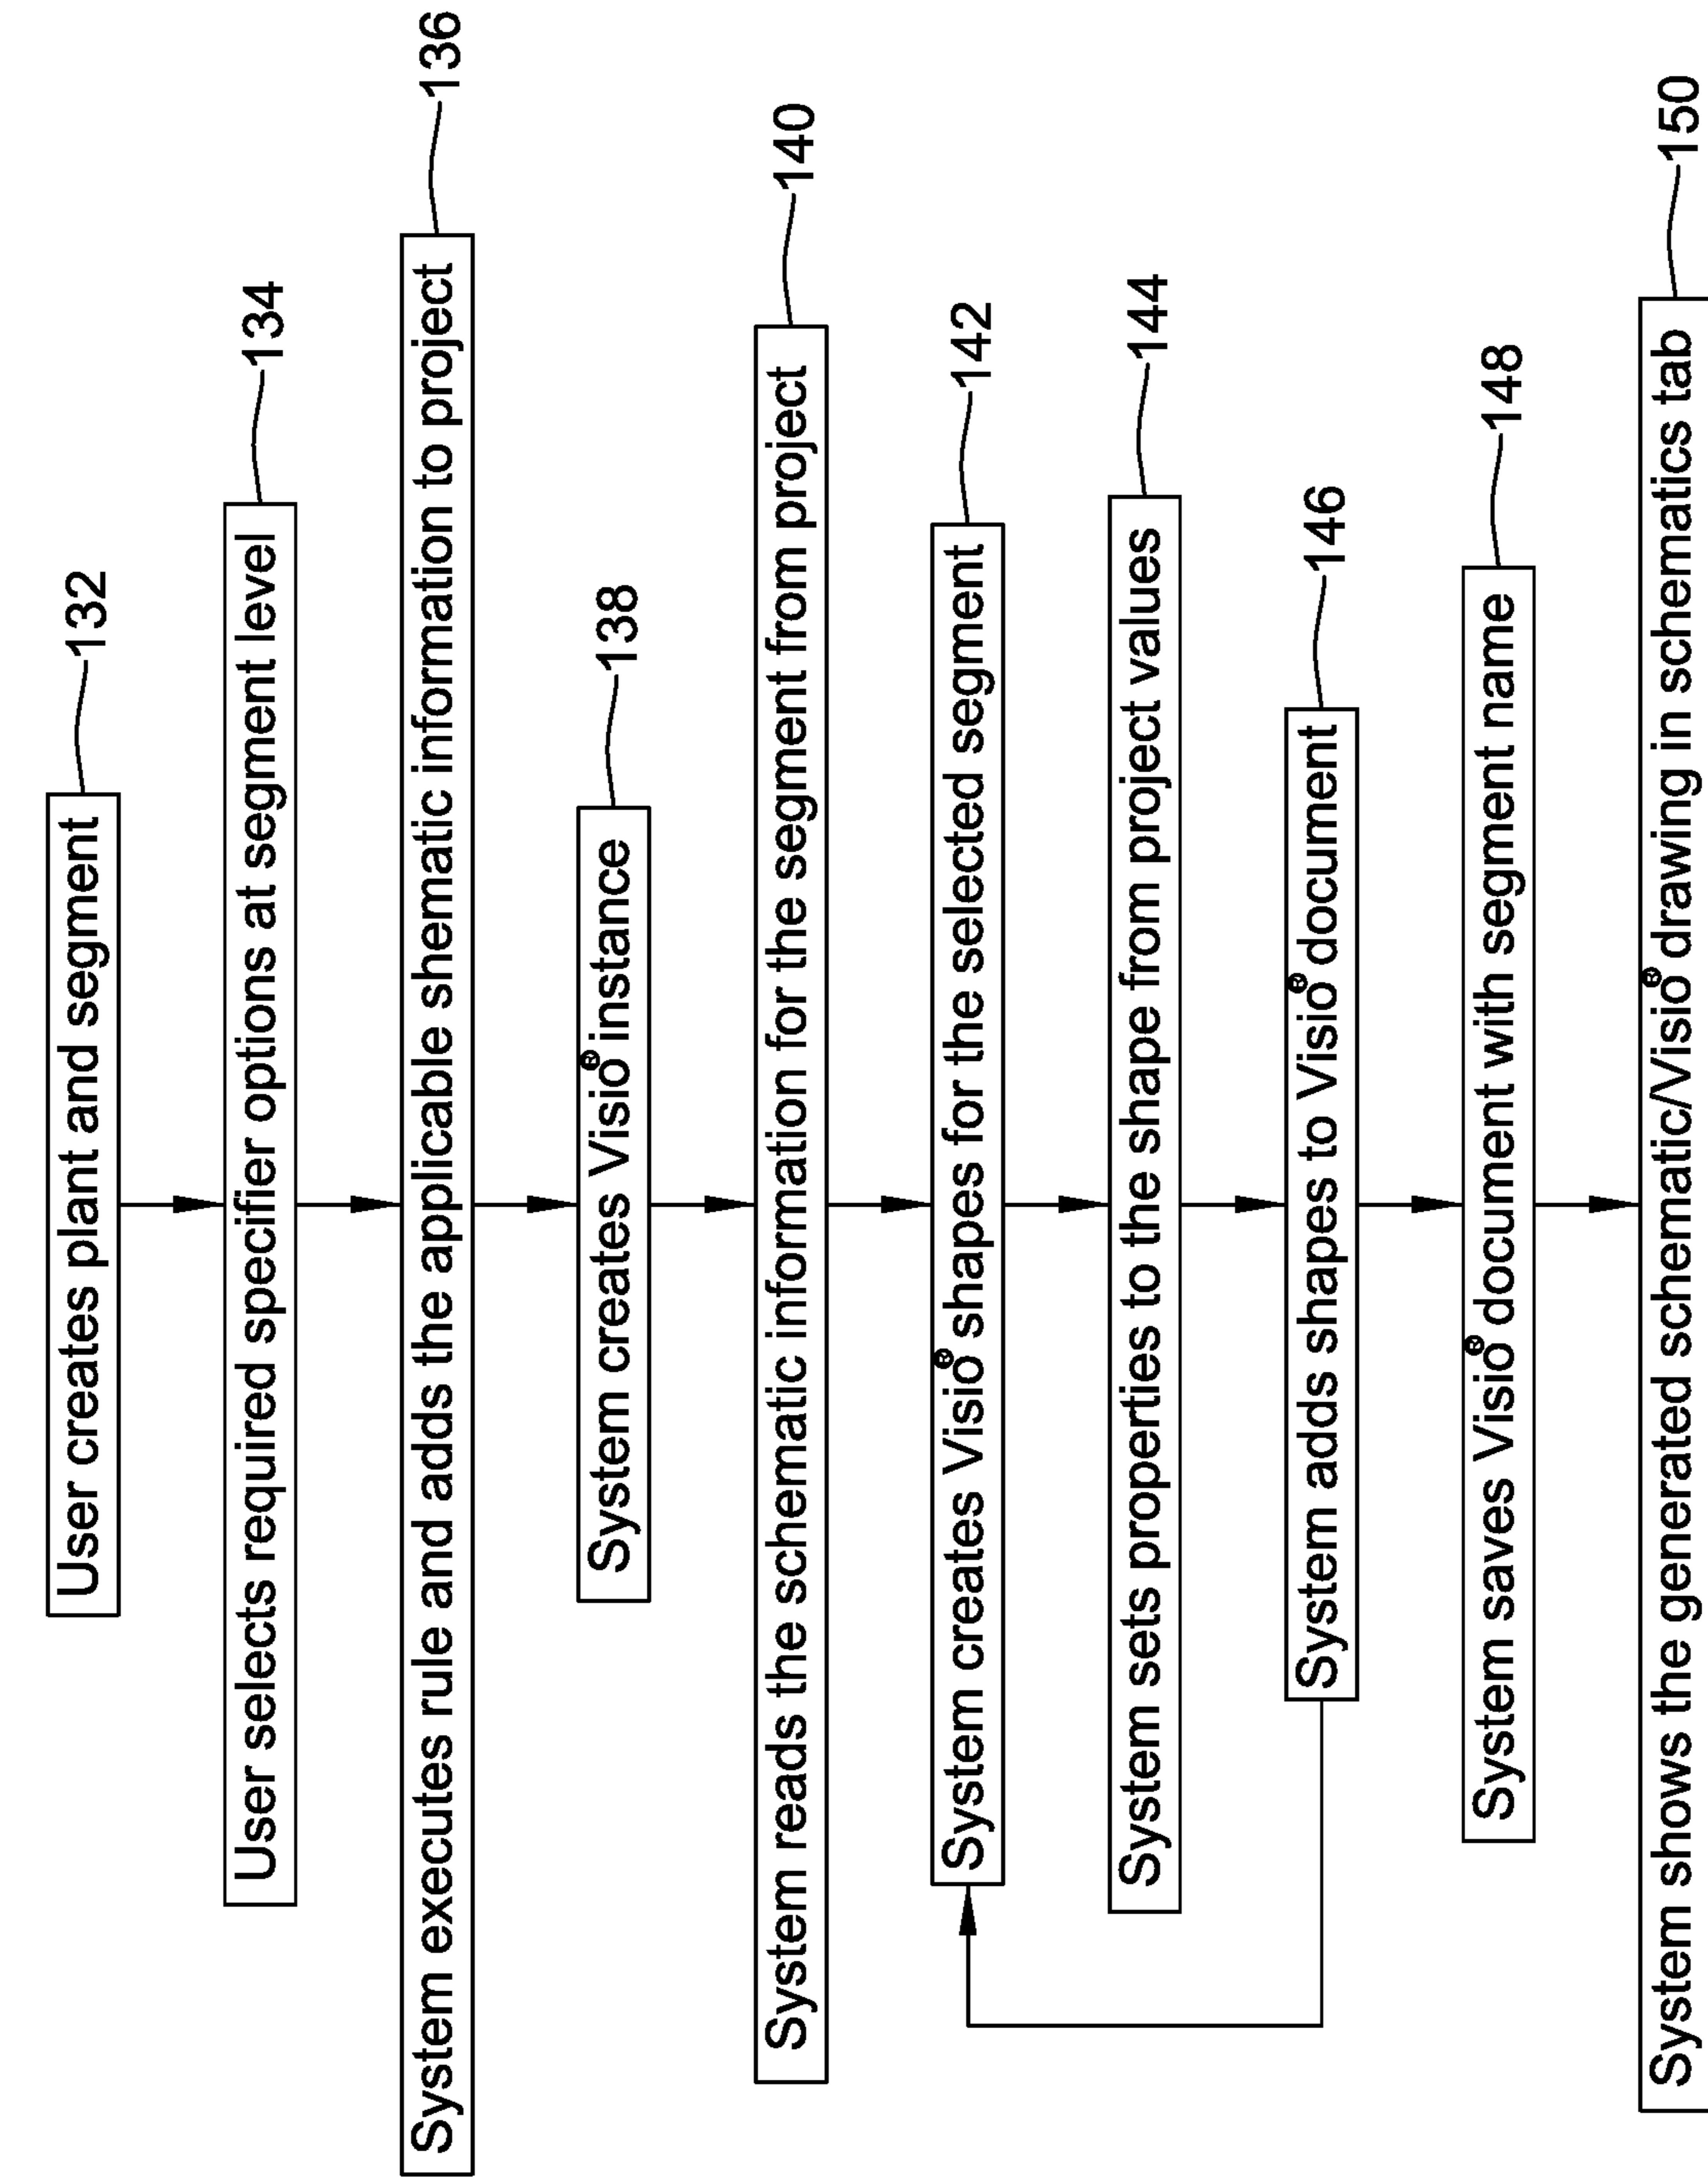 User creates plant and segment
132
User selects required specifier options at segment level
134
System executes rule and adds the applicable shematic information to project
136
System creates Visio® instance
138
System reads the schematic information for the segment from project
140
System creates Visio® shapes for the selected segment
142
System sets properties to the shape from project values
144
System adds shapes to Visio® document
146
System saves Visio® document with segment name
148
System shows the generated schematic/Visio® drawing in schematics tab
150